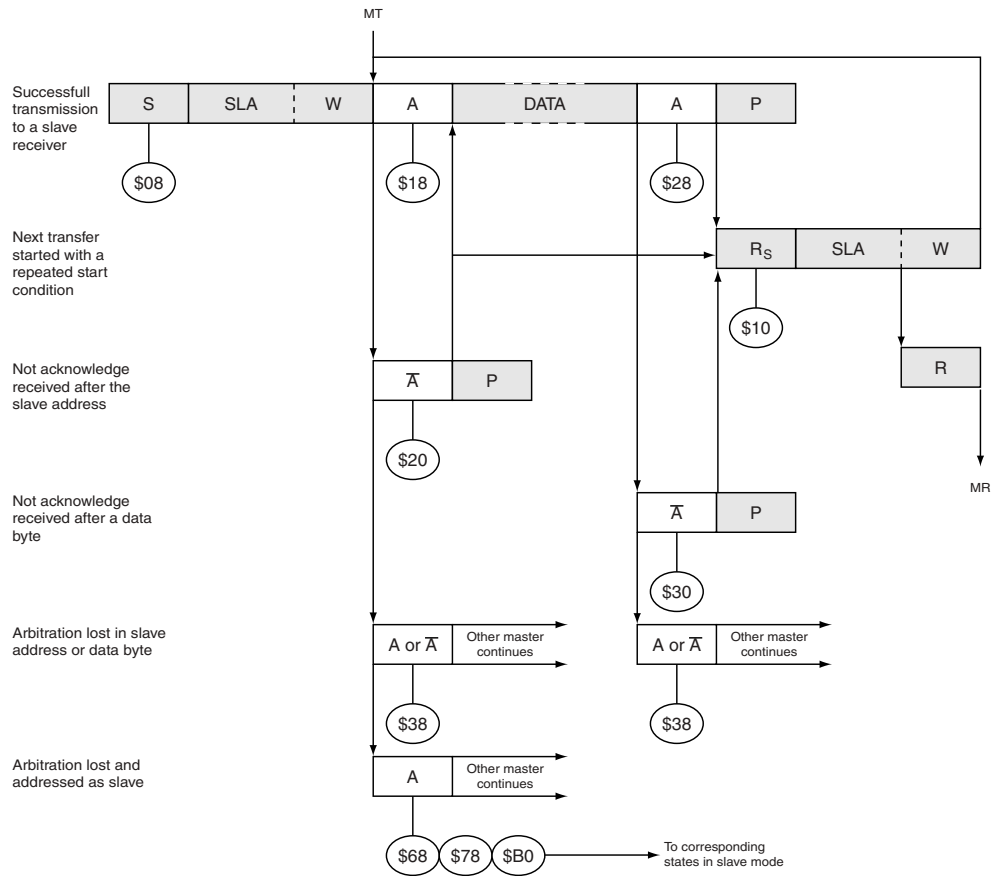 MT
Successfull
transmission
to a slave
receiver
S SLA W A DATA A P
$08 $18 $28
Next transfer
started with a
repeated start
condition
RS SLA W
$10
Not acknowledge
received after the
slave address
A̅ P
R
$20
MR
Not acknowledge
received after a data
byte
A̅ P
$30
Arbitration lost in slave
address or data byte
A or A̅ Other master
continues
A or A̅ Other master
continues
$38 $38
Arbitration lost and
addressed as slave
A Other master
continues
$68 $78 $B0
To corresponding
states in slave mode